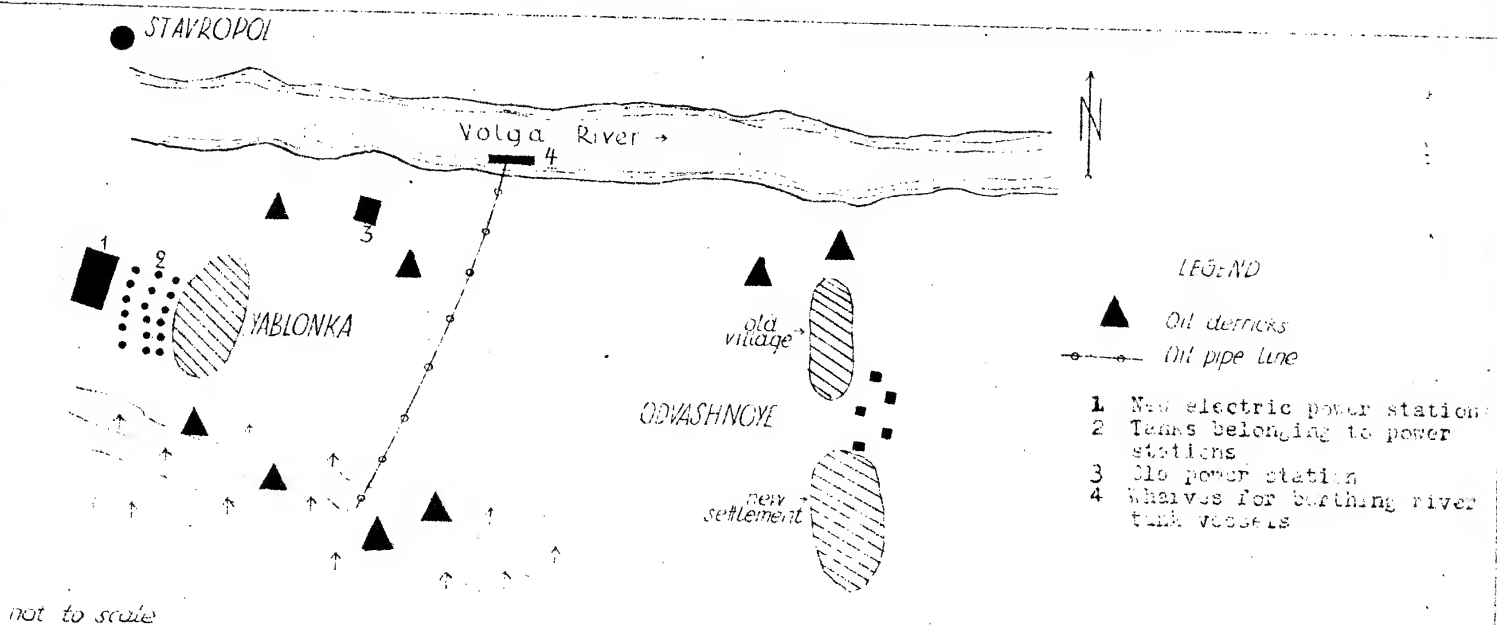 STAVROPOL
N
Volga River →
4
3
1
2
YABLONKA
old
village
ODVASHNOYE
new
settlement
LEGEND
Oil derricks
Oil pipe line
1 New electric power station
2 Tanks belonging to power
stations
3 Old power station
4 Wharves for berthing river
tank vessels
not to scale